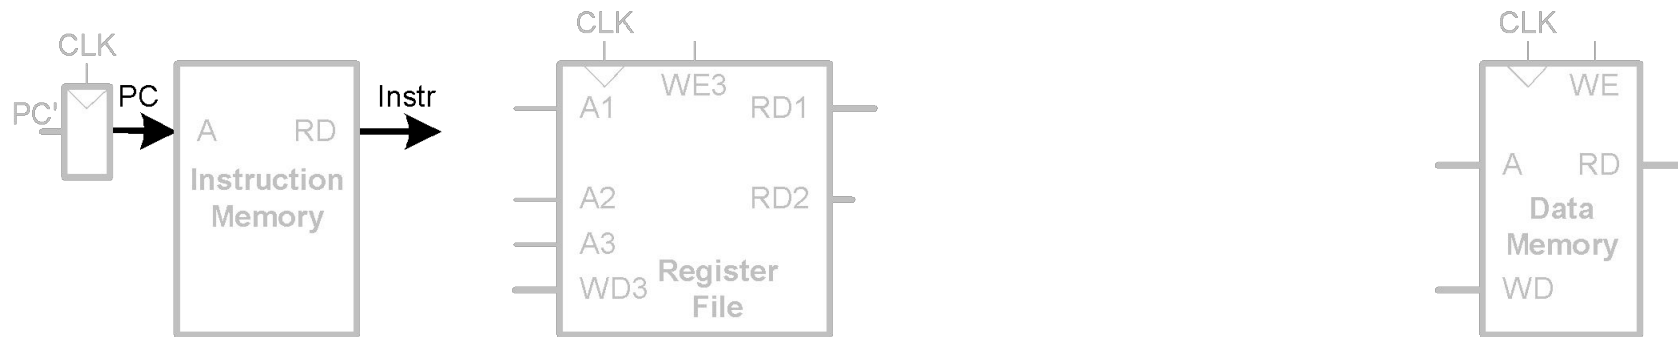 CLK
PC'
PC
A
RD
Instruction
Memory
Instr
CLK
WE3
A1
RD1
A2
RD2
A3
WD3
Register
File
CLK
WE
A
RD
Data
Memory
WD